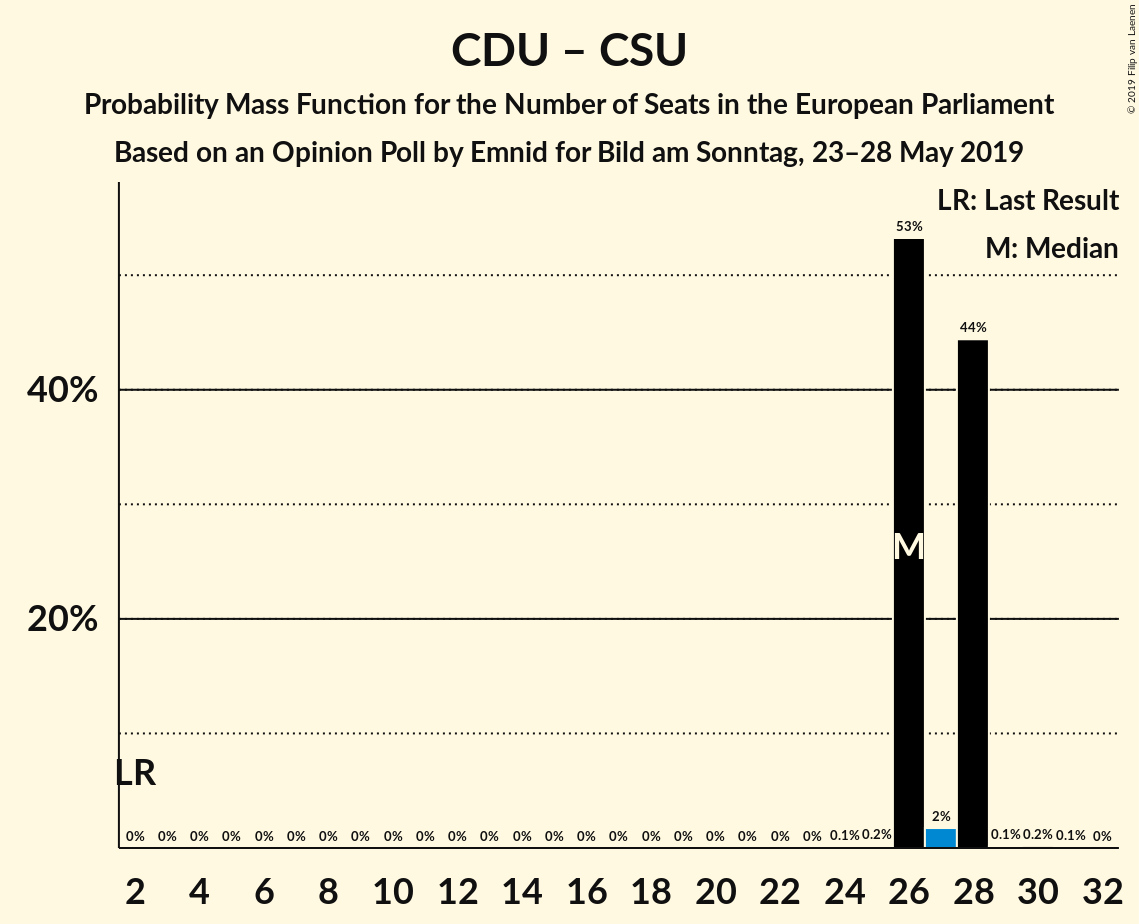 CDU – CSU
Probability Mass Function for the Number of Seats in the European Parliament
Based on an Opinion Poll by Emnid for Bild am Sonntag, 23–28 May 2019
© 2019 Filip van Laenen
LR: Last Result
M: Median
53%
44%
40%
M
20%
LR
2%
0% 0% 0% 0% 0% 0% 0% 0% 0% 0% 0% 0% 0% 0% 0% 0% 0% 0% 0% 0% 0% 0% 0.1% 0.2% 0.1% 0.2% 0.1% 0%
2 4 6 8 10 12 14 16 18 20 22 24 26 28 30 32